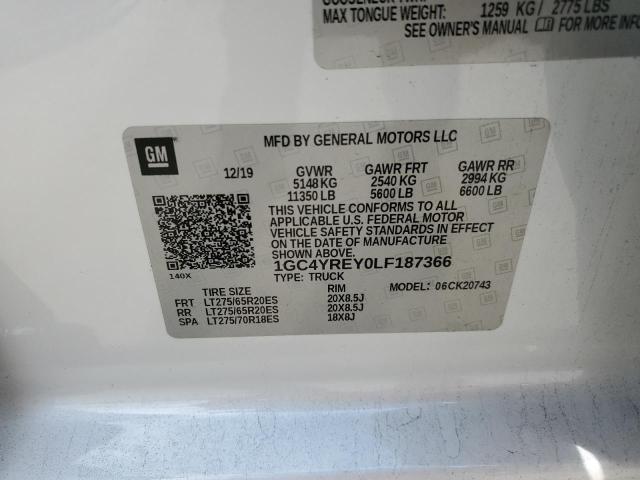 MAX TONGUE WEIGHT: 1259 KG/ 2775 LBS
SEE OWNER'S MANUAL FOR MORE INFO
GM
MFD BY GENERAL MOTORS LLC
12/19 GVWR GAWR FRT GAWR RR
5148 KG 2540 KG 2994 KG
11350 LB 5600 LB 6600 LB
THIS VEHICLE CONFORMS TO ALL
APPLICABLE U.S. FEDERAL MOTOR
VEHICLE SAFETY STANDARDS IN EFFECT
ON THE DATE OF MANUFACTURE
SHOWN ABOVE.
140X
1GC4YREY0LF187366
TYPE: TRUCK MODEL: 06CK20743
TIRE SIZE RIM
FRT LT275/65R20ES 20X8.5J
RR LT275/65R20ES 20X8.5J
SPA LT275/70R18ES 18X8J